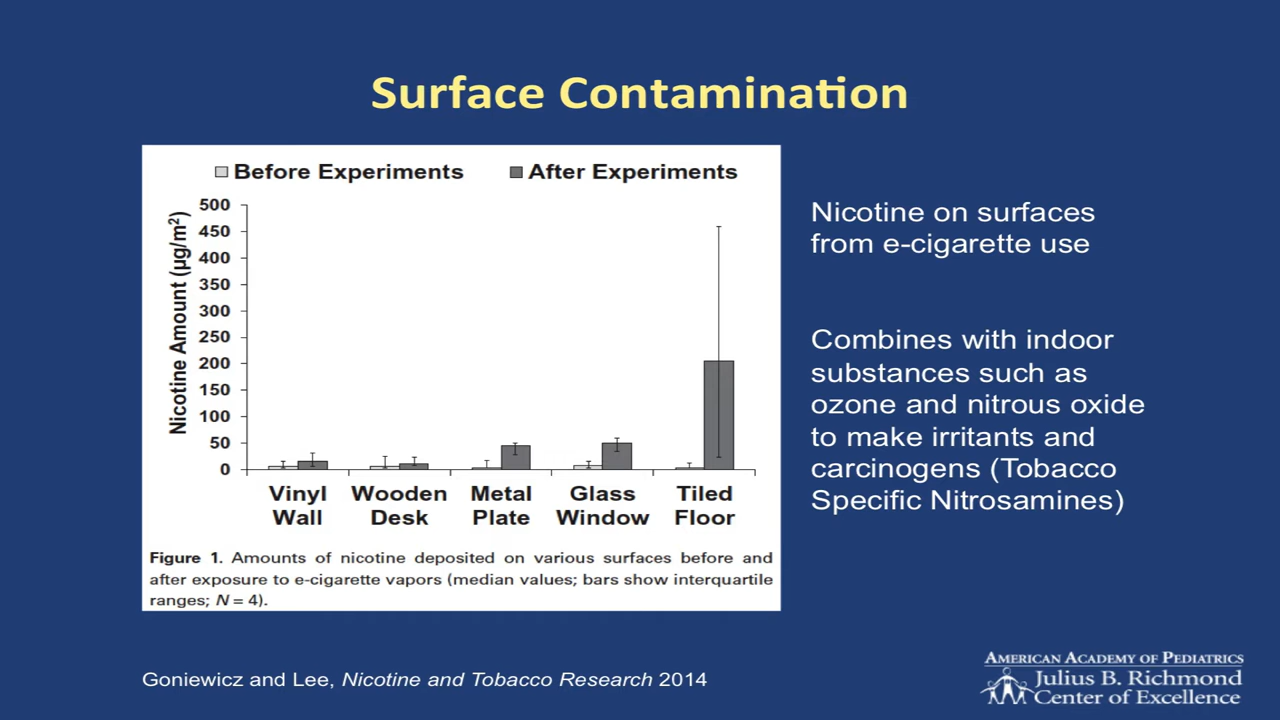 Surface Contamination
Before Experiments After Experiments
Nicotine Amount (µg/m²)
500
450
400
350
300
250
200
150
100
50
0
Vinyl Wall
Wooden Desk
Metal Plate
Glass Window
Tiled Floor
Figure 1. Amounts of nicotine deposited on various surfaces before and
after exposure to e-cigarette vapors (median values; bars show interquartile
ranges; N = 4).
Nicotine on surfaces
from e-cigarette use
Combines with indoor
substances such as
ozone and nitrous oxide
to make irritants and
carcinogens (Tobacco
Specific Nitrosamines)
Goniewicz and Lee, Nicotine and Tobacco Research 2014
AMERICAN ACADEMY OF PEDIATRICS
Julius B. Richmond
Center of Excellence